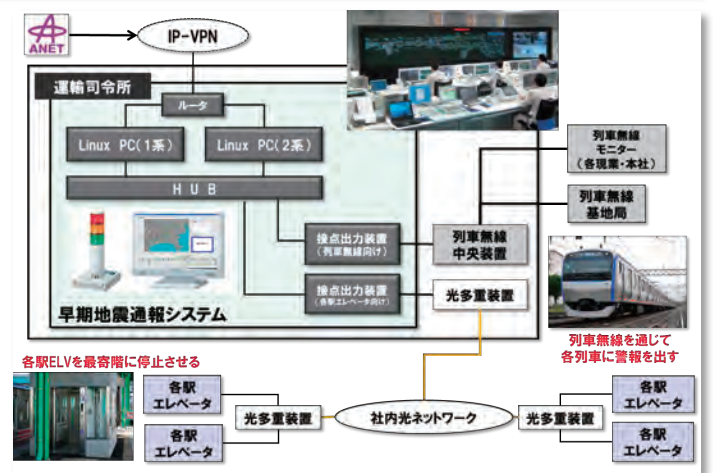 ANET
IP-VPN
運輸司令所
ルータ
Linux PC(1系)
Linux PC(2系)
HUB
列車無線
モニター
(各現業・本社)
列車無線
基地局
接点出力装置
(列車無線向け)
列車無線
中央装置
接点出力装置
(各駅エレベータ向け)
光多重装置
早期地震通報システム
列車無線を通じて
各列車に警報を出す
各駅ELVを最寄階に停止させる
各駅
エレベータ
各駅
エレベータ
光多重装置
社内光ネットワーク
光多重装置
各駅
エレベータ
各駅
エレベータ